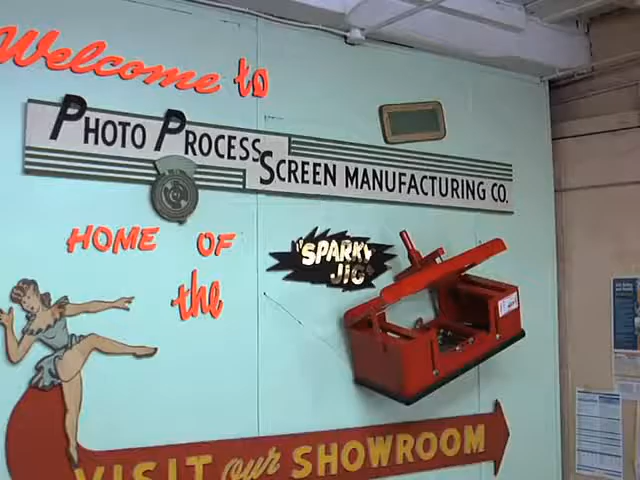 Welcome to
PHOTO PROCESS SCREEN MANUFACTURING CO.
HOME OF the
"SPARKY JIG"
VISIT our SHOWROOM